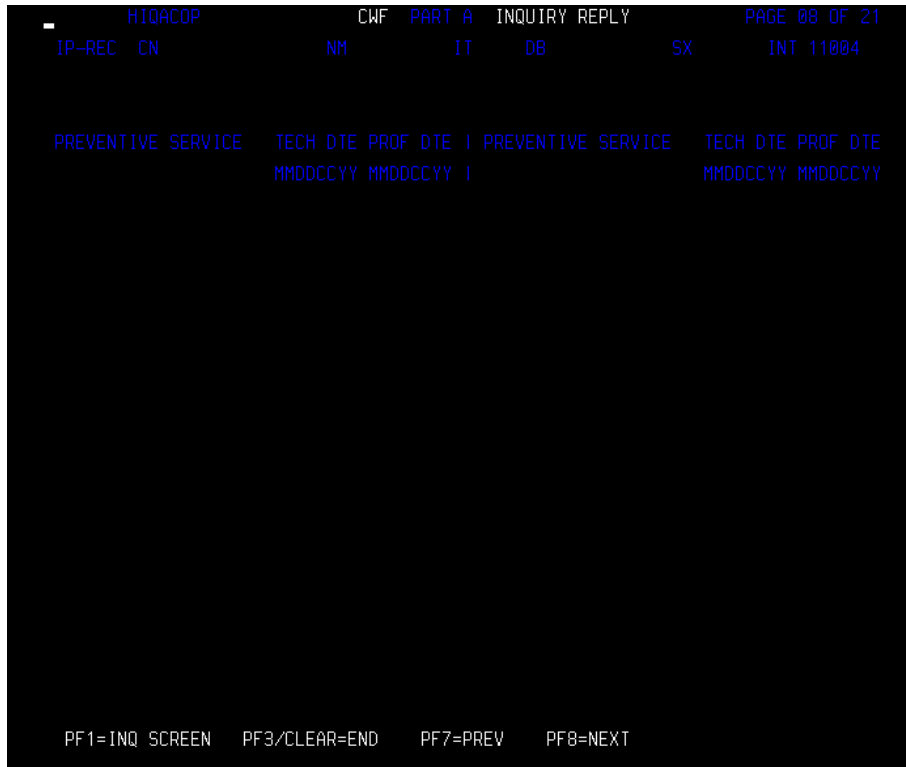 HIQACOP CWF PART A INQUIRY REPLY PAGE 08 OF 21
IP-REC CN NM IT DB SX INT 11004
PREVENTIVE SERVICE TECH DTE PROF DTE | PREVENTIVE SERVICE TECH DTE PROF DTE
MMDDCCYY MMDDCCYY | MMDDCCYY MMDDCCYY
PF1=INQ SCREEN PF3/CLEAR=END PF7=PREV PF8=NEXT